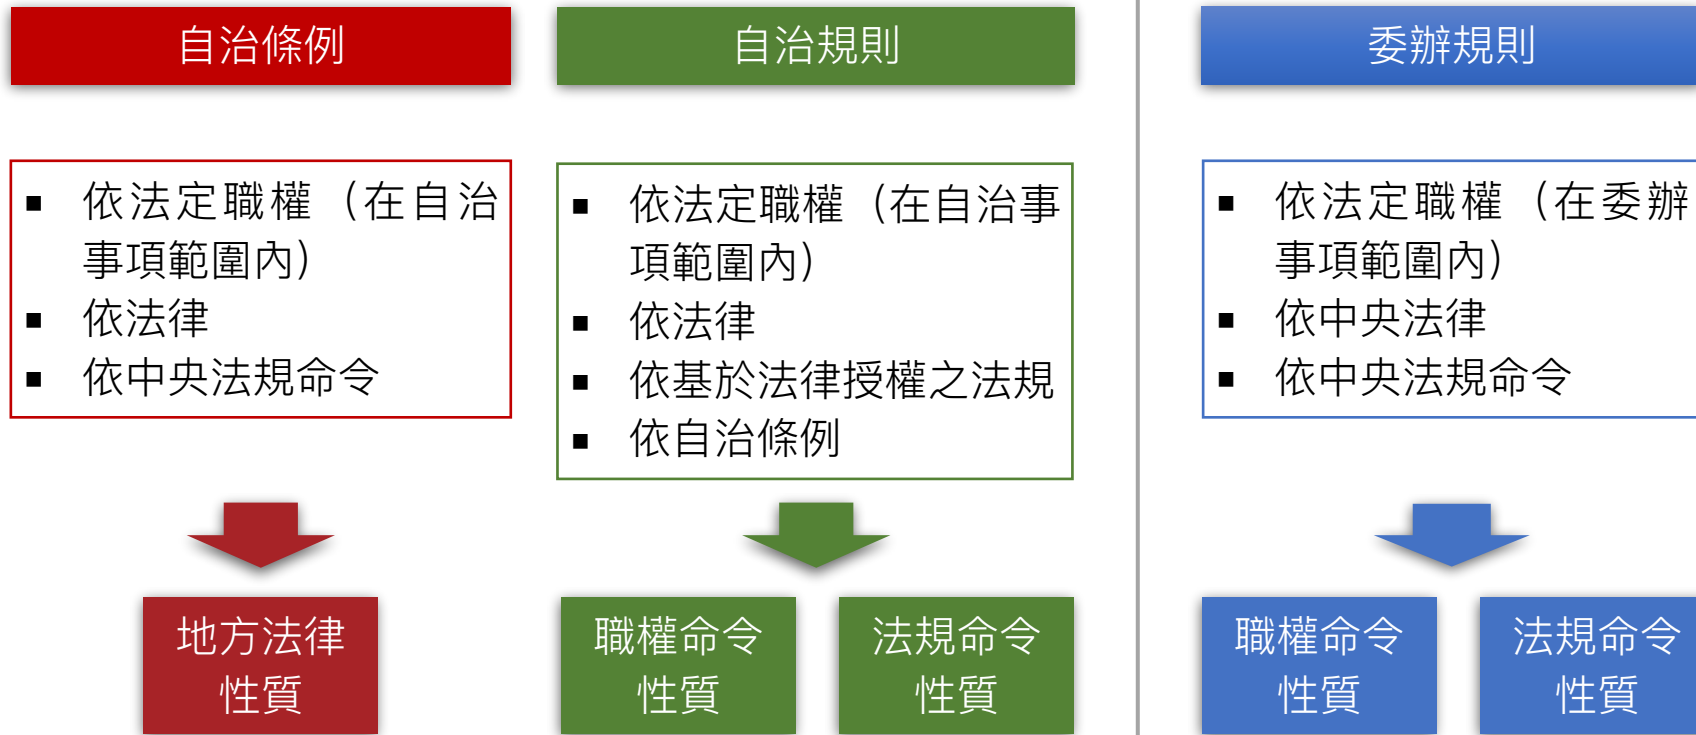 自治條例
■ 依法定職權（在自治
事項範圍內）
■ 依法律
■ 依中央法規命令
地方法律
性質
自治規則
■ 依法定職權（在自治事
項範圍內）
■ 依法律
■ 依基於法律授權之法規
■ 依自治條例
職權命令
性質
法規命令
性質
委辦規則
■ 依法定職權（在委辦
事項範圍內）
■ 依中央法律
■ 依中央法規命令
職權命令
性質
法規命令
性質